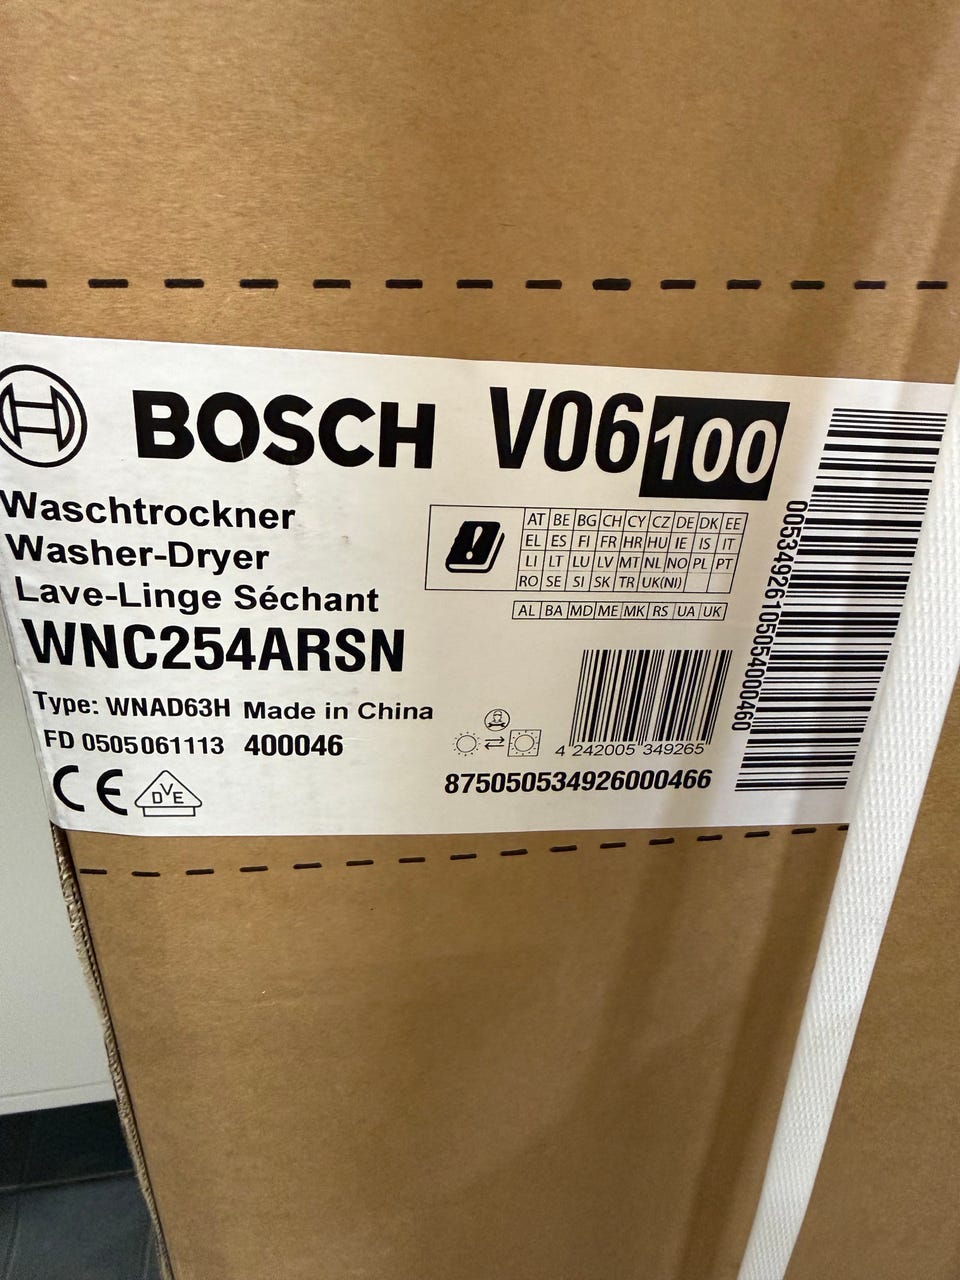 BOSCH V06 100
Waschtrockner
Washer-Dryer
Lave-Linge Séchant
WNC254ARSN
Type: WNAD63H Made in China
FD 0505061113 400046
CE
DVE
!
AT BE BG CH CY CZ DE DK EE
EL ES FI FR HR HU IE IS IT
LI LT LU LV MT NL NO PL PT
RO SE SI SK TR UK(NI)
AL BA MD ME MK RS UA UK
4 242005 349265
875050534926000466
00534926105054000460